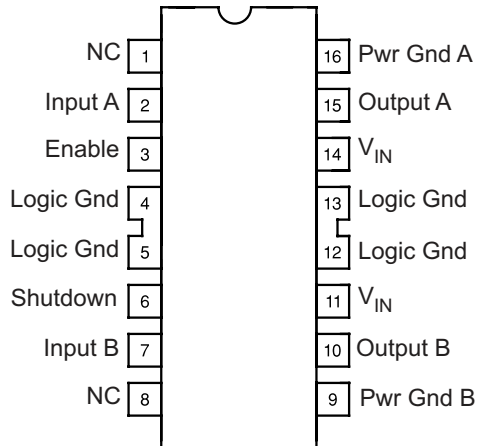 NC 1 16 Pwr Gnd A
Input A 2 15 Output A
Enable 3 14 VIN
Logic Gnd 4 13 Logic Gnd
Logic Gnd 5 12 Logic Gnd
Shutdown 6 11 VIN
Input B 7 10 Output B
NC 8 9 Pwr Gnd B